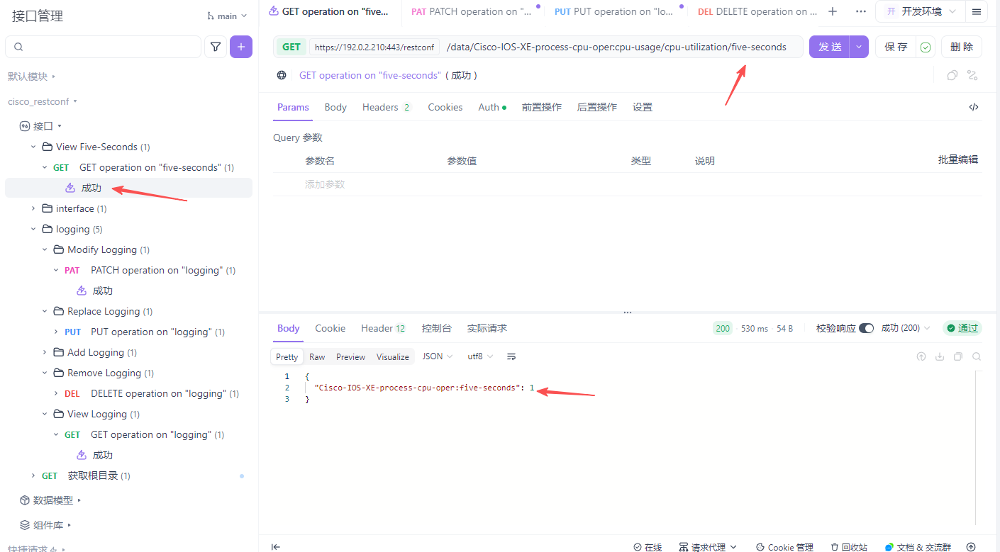 接口管理
main
默认模块
cisco_restconf
接口
View Five-Seconds (1)
GET GET operation on "five-seconds" (1)
成功
interface (1)
logging (5)
Modify Logging (1)
PAT PATCH operation on "logging" (1)
成功
Replace Logging (1)
PUT PUT operation on "logging" (1)
Add Logging (1)
Remove Logging (1)
DEL DELETE operation on "logging" (1)
View Logging (1)
GET GET operation on "logging" (1)
成功
GET 获取根目录 (1)
数据模型
组件库
快捷请求
GET operation on "five... PAT PATCH operation on "... PUT PUT operation on "lo... DEL DELETE operation on ... 开 开发环境
GET https://192.0.2.210:443/restconf /data/Cisco-IOS-XE-process-cpu-oper:cpu-usage/cpu-utilization/five-seconds 发 送 保 存 删 除
GET operation on "five-seconds" ( 成功 )
Params Body Headers 2 Cookies Auth 前置操作 后置操作 设置
Query 参数
参数名 参数值 类型 说明 批量编辑
添加参数
Body Cookie Header 12 控制台 实际请求 200 · 530 ms · 54 B 校验响应 成功 (200) 通过
Pretty Raw Preview Visualize JSON utf8
1 {
2 "Cisco-IOS-XE-process-cpu-oper:five-seconds": 1
3 }
在线 请求代理 Cookie 管理 回收站 文档 & 交流群